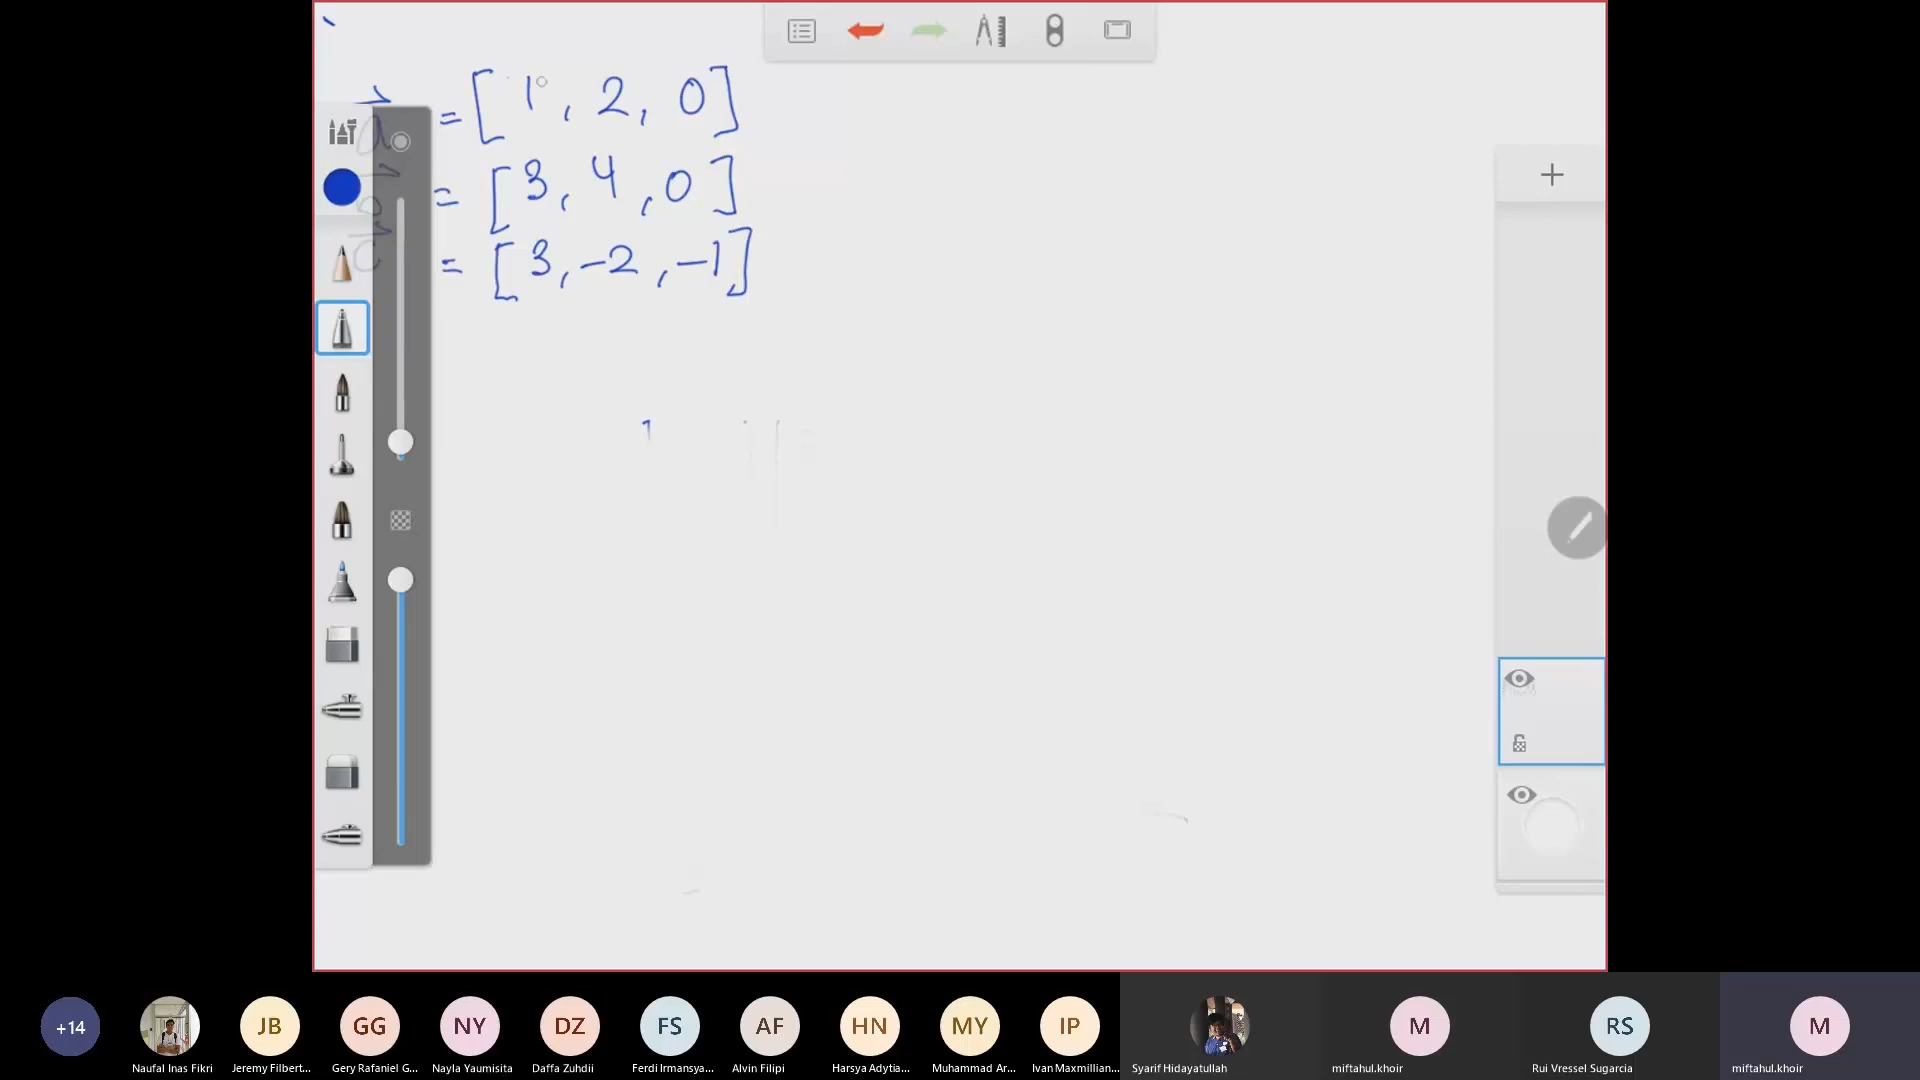 a = [1, 2, 0]
b = [3, 4, 0]
c = [3, -2, -1]
1
+14
JB
GG
NY
DZ
FS
AF
HN
MY
IP
M
RS
M
Naufal Inas Fikri
Jeremy Filbert...
Gery Rafaniel G...
Nayla Yaumisita
Daffa Zuhdii
Ferdi Irmansya...
Alvin Filipi
Harsya Adytia...
Muhammad Ar...
Ivan Maxmillian...
Syarif Hidayatullah
miftahul.khoir
Rui Vressel Sugarcia
miftahul.khoir